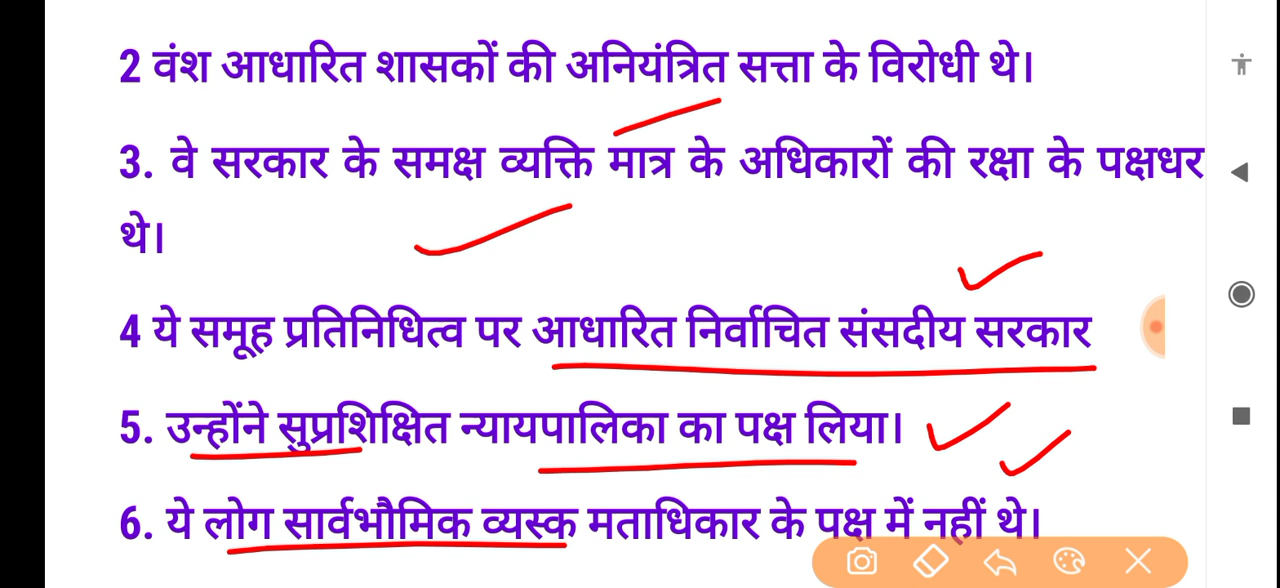 2 वंश आधारित शासकों की अनियंत्रित सत्ता के विरोधी थे।
3. वे सरकार के समक्ष व्यक्ति मात्र के अधिकारों की रक्षा के पक्षधर
थे।
4 ये समूह प्रतिनिधित्व पर आधारित निर्वाचित संसदीय सरकार
5. उन्होंने सुप्रशिक्षित न्यायपालिका का पक्ष लिया।
6. ये लोग सार्वभौमिक व्यस्क मताधिकार के पक्ष में नहीं थे।